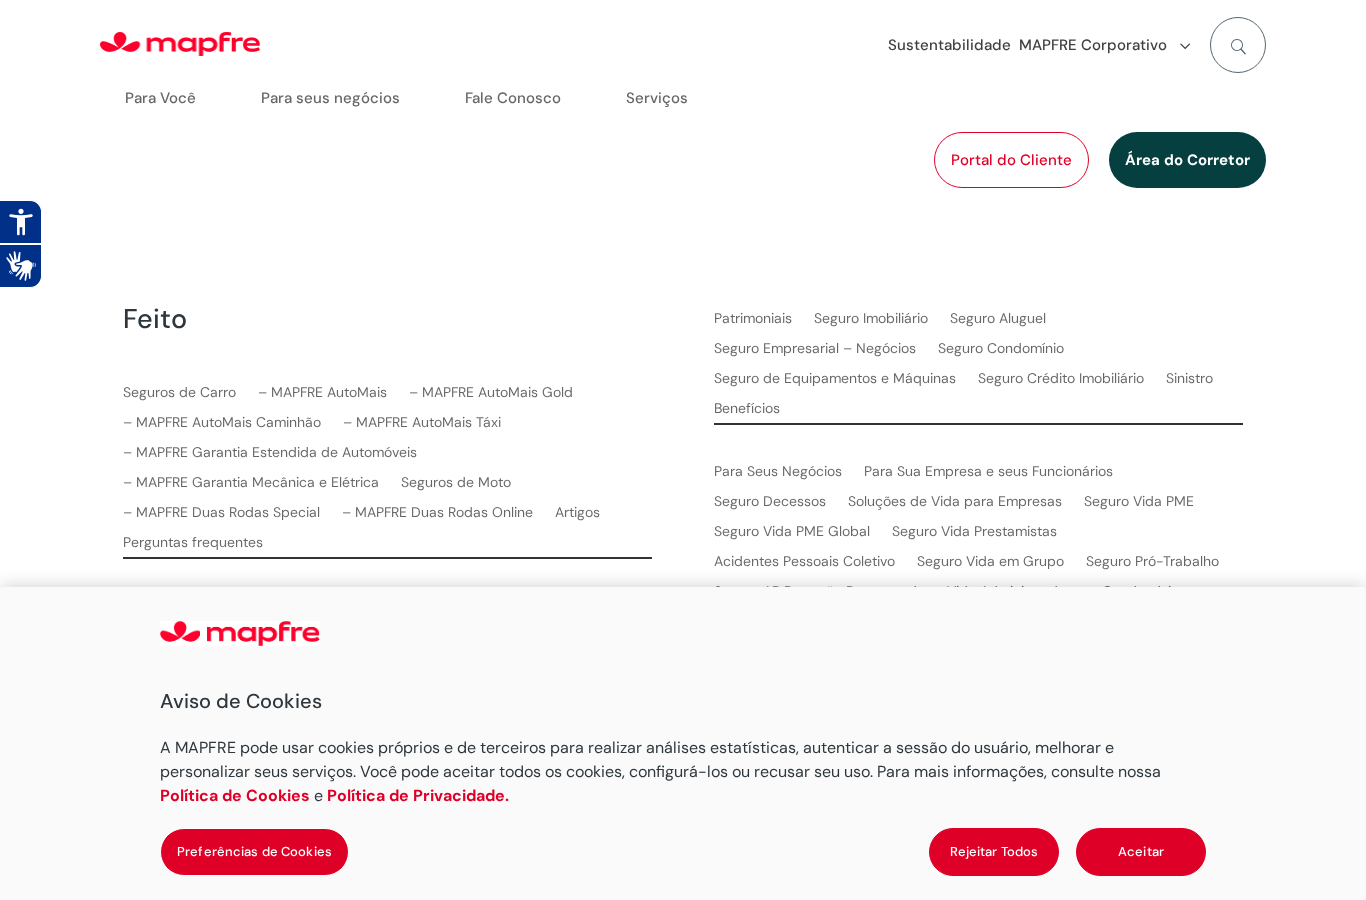 mapfre
Sustentabilidade MAPFRE Corporativo
Para Você Para seus negócios Fale Conosco Serviços
Portal do Cliente Área do Corretor
Feito
Seguros de Carro – MAPFRE AutoMais – MAPFRE AutoMais Gold
– MAPFRE AutoMais Caminhão – MAPFRE AutoMais Táxi
– MAPFRE Garantia Estendida de Automóveis
– MAPFRE Garantia Mecânica e Elétrica Seguros de Moto
– MAPFRE Duas Rodas Special – MAPFRE Duas Rodas Online Artigos
Perguntas frequentes
Patrimoniais Seguro Imobiliário Seguro Aluguel
Seguro Empresarial – Negócios Seguro Condomínio
Seguro de Equipamentos e Máquinas Seguro Crédito Imobiliário Sinistro
Benefícios
Para Seus Negócios Para Sua Empresa e seus Funcionários
Seguro Decessos Soluções de Vida para Empresas Seguro Vida PME
Seguro Vida PME Global Seguro Vida Prestamistas
Acidentes Pessoais Coletivo Seguro Vida em Grupo Seguro Pró-Trabalho
mapfre
Aviso de Cookies
A MAPFRE pode usar cookies próprios e de terceiros para realizar análises estatísticas, autenticar a sessão do usuário, melhorar e
personalizar seus serviços. Você pode aceitar todos os cookies, configurá-los ou recusar seu uso. Para mais informações, consulte nossa
Política de Cookies e Política de Privacidade.
Preferências de Cookies Rejeitar Todos Aceitar